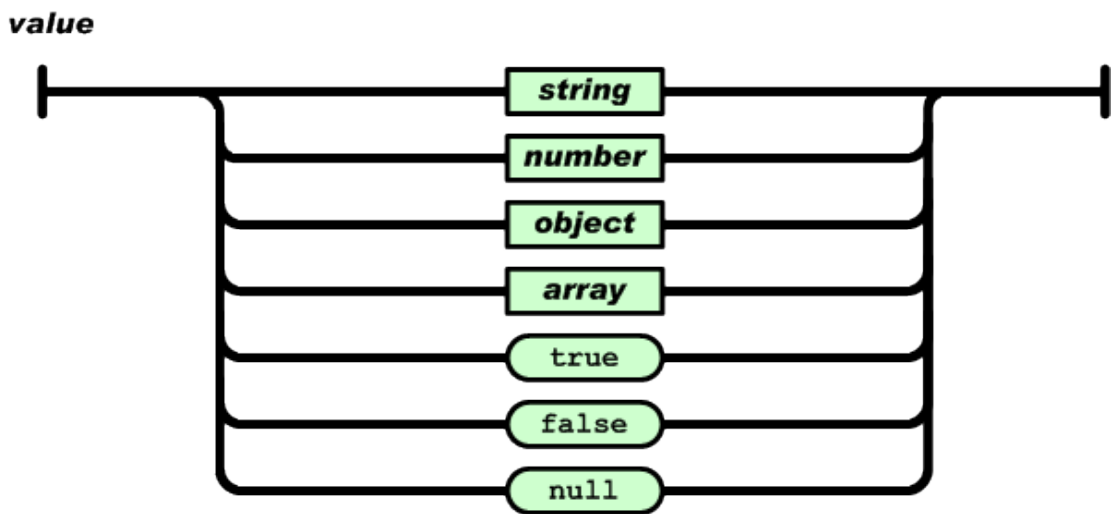 value
string
number
object
array
true
false
null